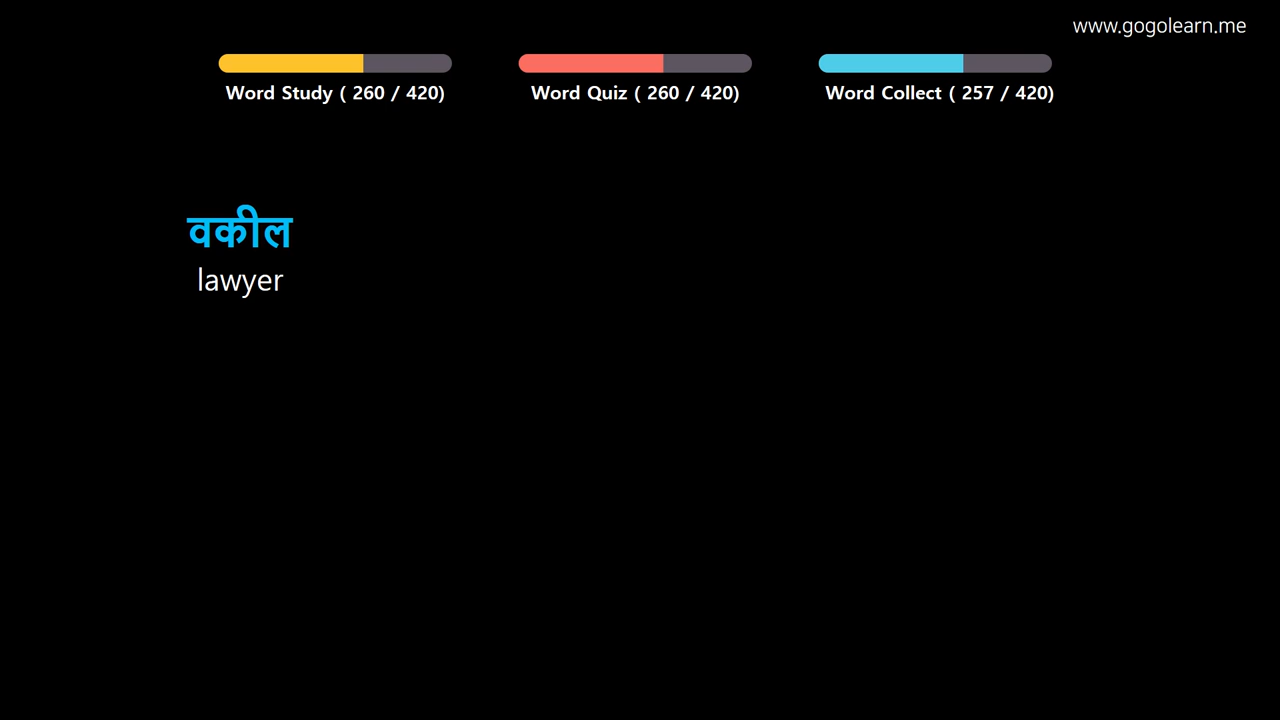 www.gogolearn.me
Word Study ( 260 / 420)
Word Quiz ( 260 / 420)
Word Collect ( 257 / 420)
वकील
lawyer